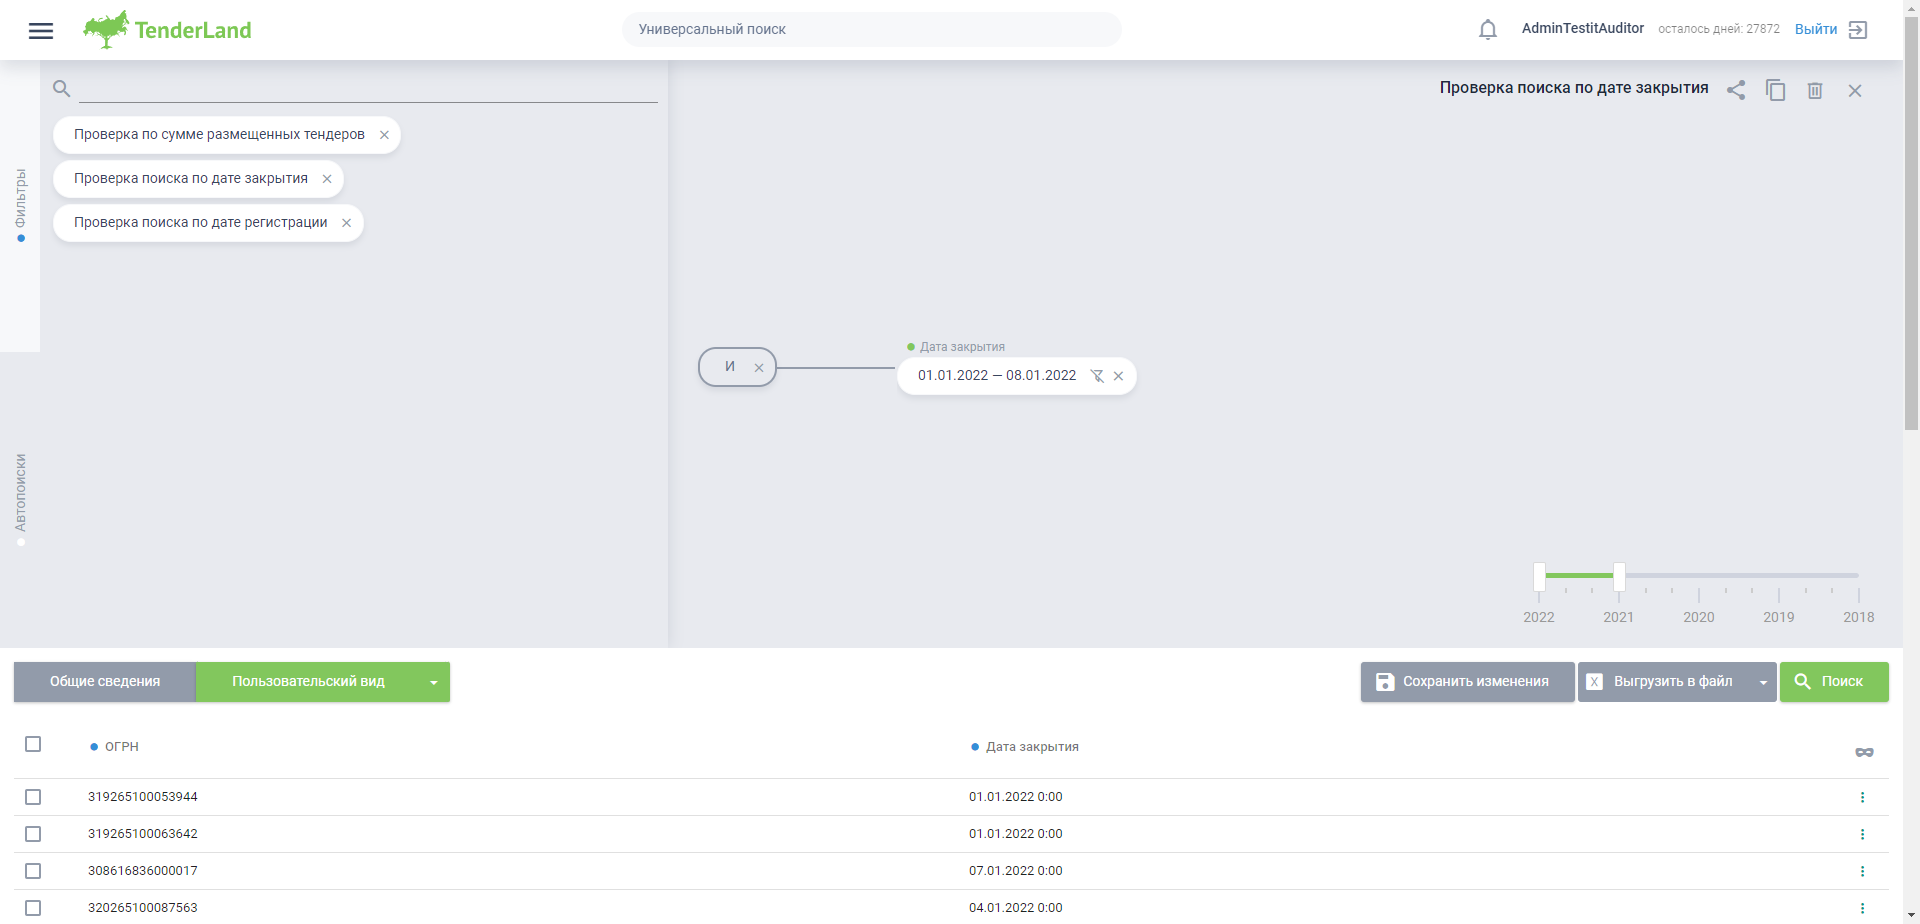 TenderLand
Универсальный поиск
AdminTestitAuditor
осталось дней: 27872
Выйти
Фильтры
Автопоиски
Проверка по сумме размещенных тендеров
Проверка поиска по дате закрытия
Проверка поиска по дате регистрации
Проверка поиска по дате закрытия
И
Дата закрытия
01.01.2022 — 08.01.2022
2022 2021 2020 2019 2018
Общие сведения
Пользовательский вид
Сохранить изменения
X Выгрузить в файл
Поиск
ОГРН Дата закрытия
319265100053944 01.01.2022 0:00
319265100063642 01.01.2022 0:00
308616836000017 07.01.2022 0:00
320265100087563 04.01.2022 0:00